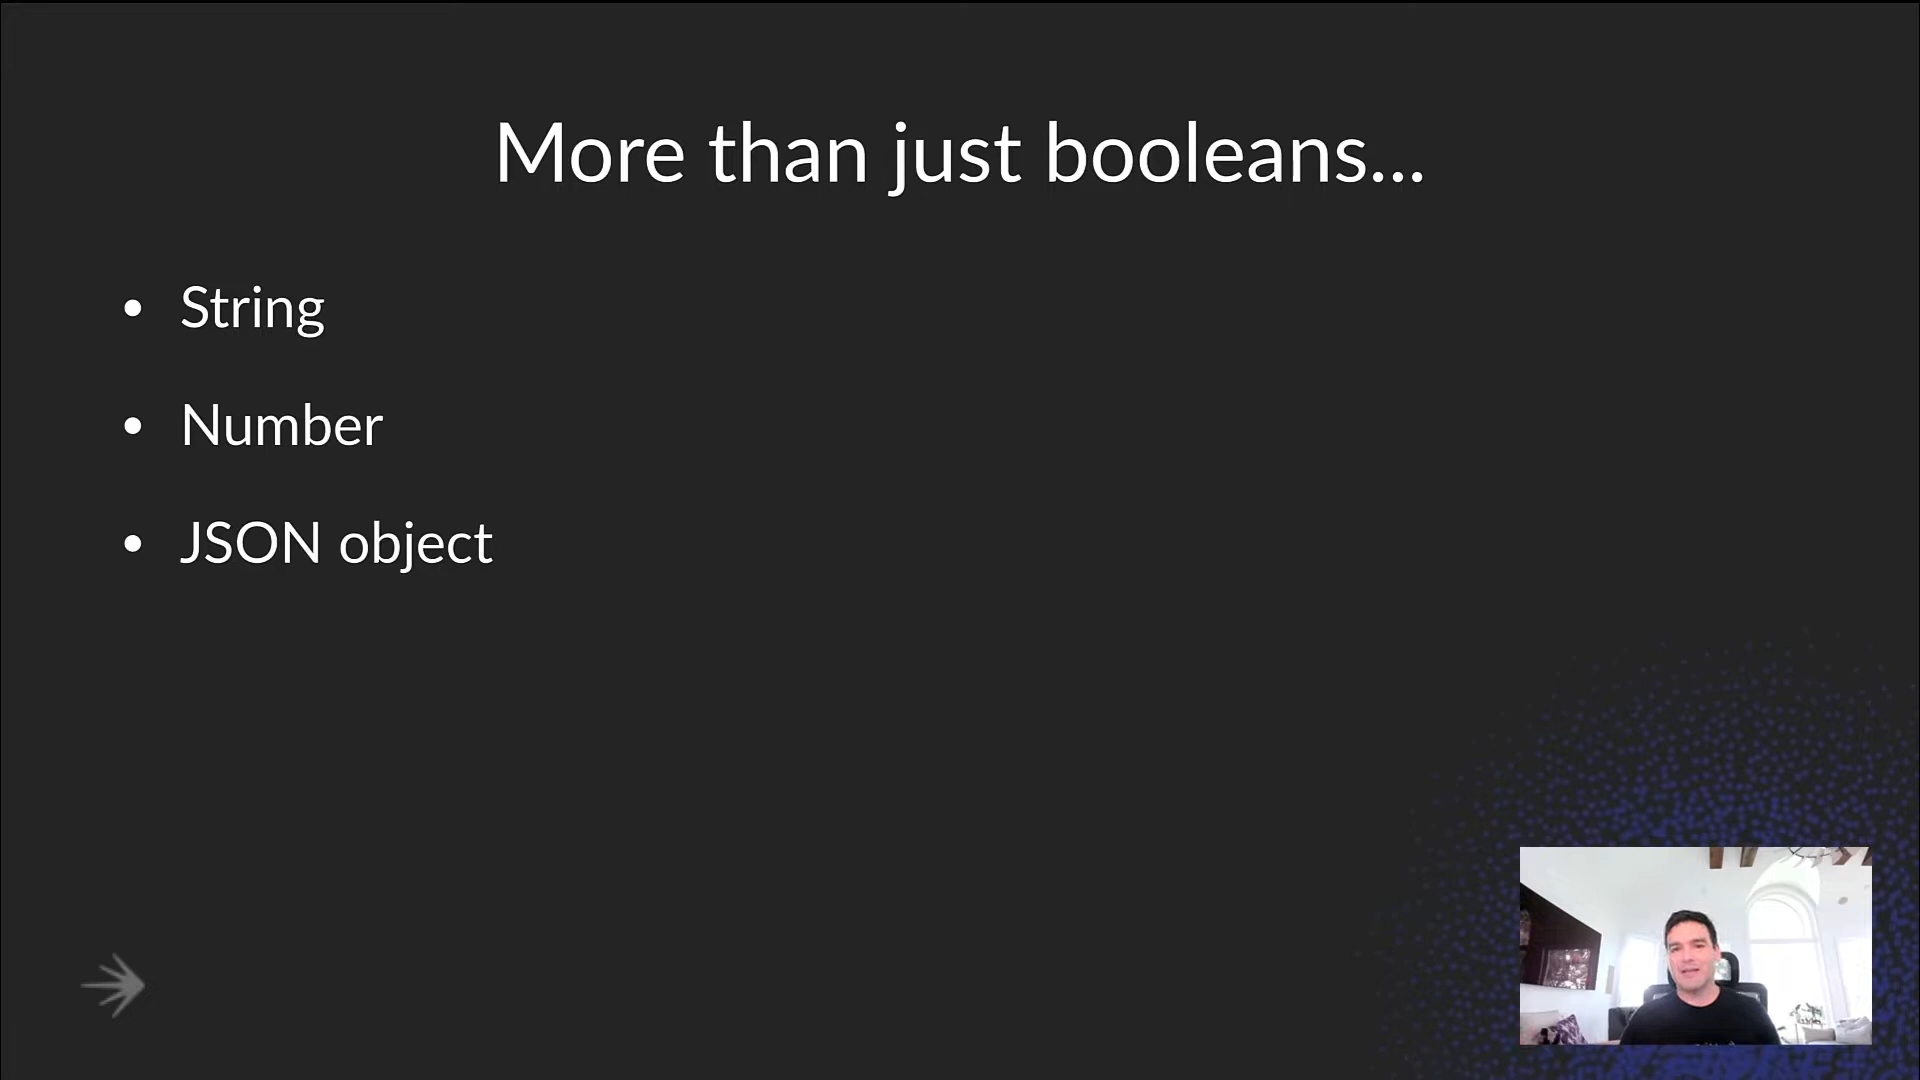 More than just booleans...
• String
• Number
• JSON object